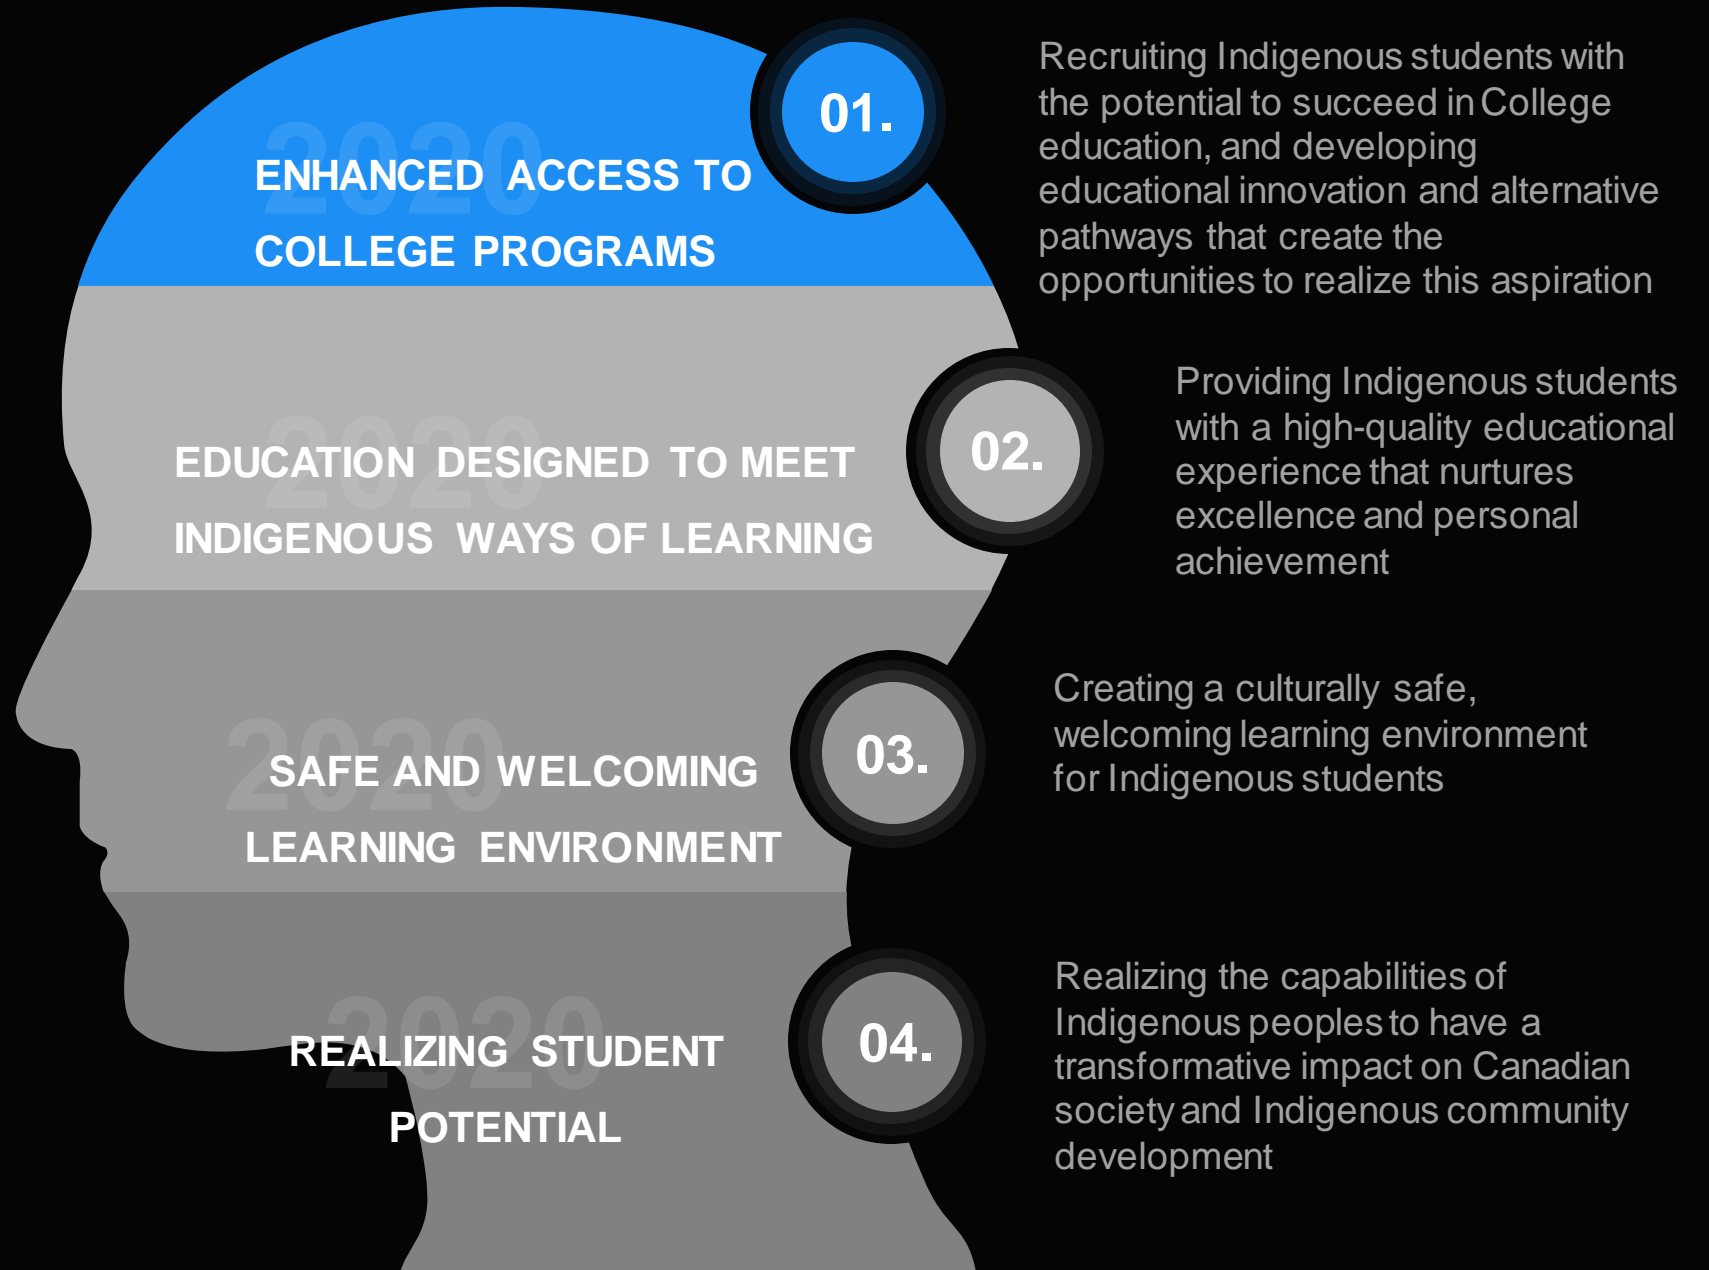 2020
ENHANCED ACCESS TO
COLLEGE PROGRAMS
01.
Recruiting Indigenous students with
the potential to succeed in College
education, and developing
educational innovation and alternative
pathways that create the
opportunities to realize this aspiration
2020
EDUCATION DESIGNED TO MEET
INDIGENOUS WAYS OF LEARNING
02.
Providing Indigenous students
with a high-quality educational
experience that nurtures
excellence and personal
achievement
2020
SAFE AND WELCOMING
LEARNING ENVIRONMENT
03.
Creating a culturally safe,
welcoming learning environment
for Indigenous students
2020
REALIZING STUDENT
POTENTIAL
04.
Realizing the capabilities of
Indigenous peoples to have a
transformative impact on Canadian
society and Indigenous community
development